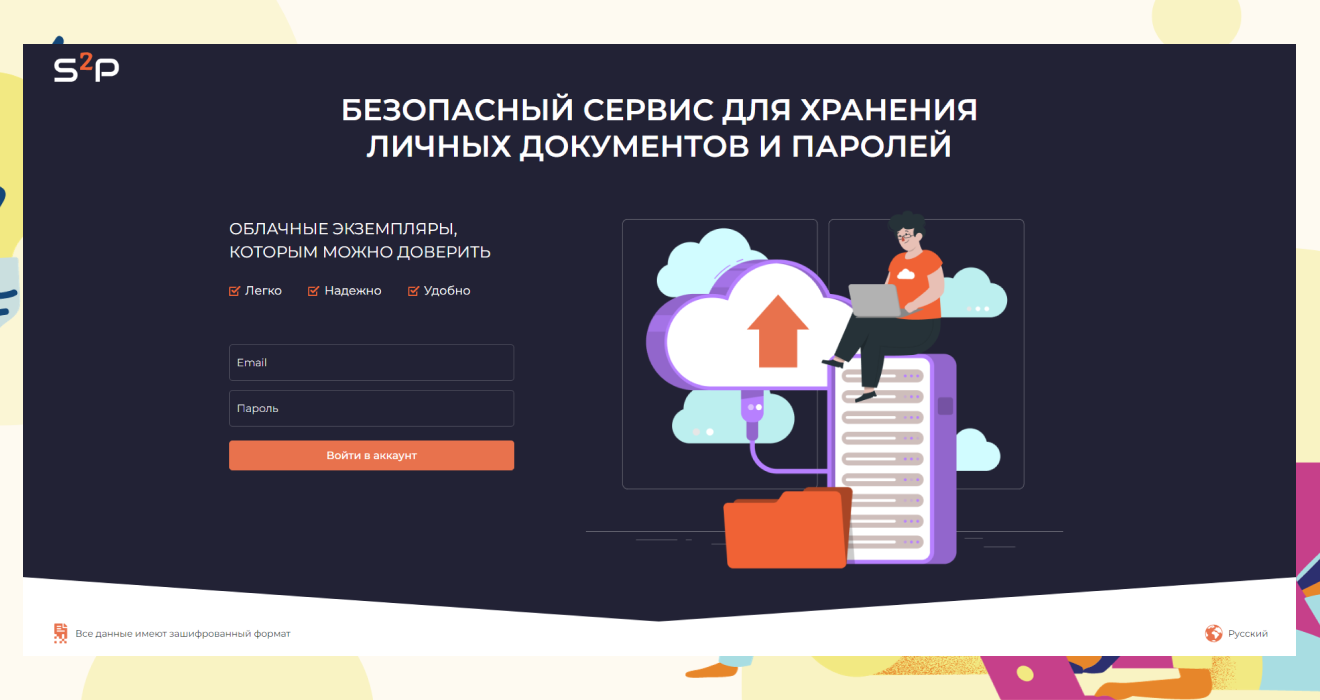 S2P
БЕЗОПАСНЫЙ СЕРВИС ДЛЯ ХРАНЕНИЯ
ЛИЧНЫХ ДОКУМЕНТОВ И ПАРОЛЕЙ
ОБЛАЧНЫЕ ЭКЗЕМПЛЯРЫ,
КОТОРЫМ МОЖНО ДОВЕРИТЬ
Легко Надежно Удобно
Email
Пароль
Войти в аккаунт
Все данные имеют зашифрованный формат
Русский